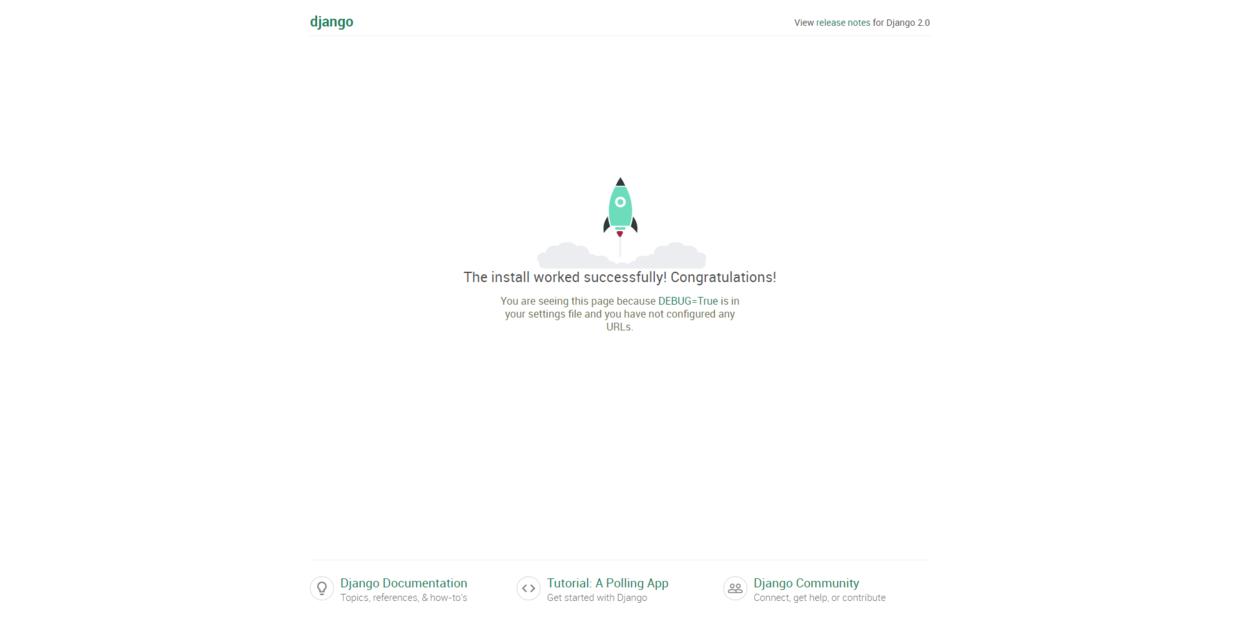 django
View release notes for Django 2.0
The install worked successfully! Congratulations!
You are seeing this page because DEBUG=True is in
your settings file and you have not configured any
URLs.
Django Documentation
Topics, references, & how-to's
Tutorial: A Polling App
Get started with Django
Django Community
Connect, get help, or contribute